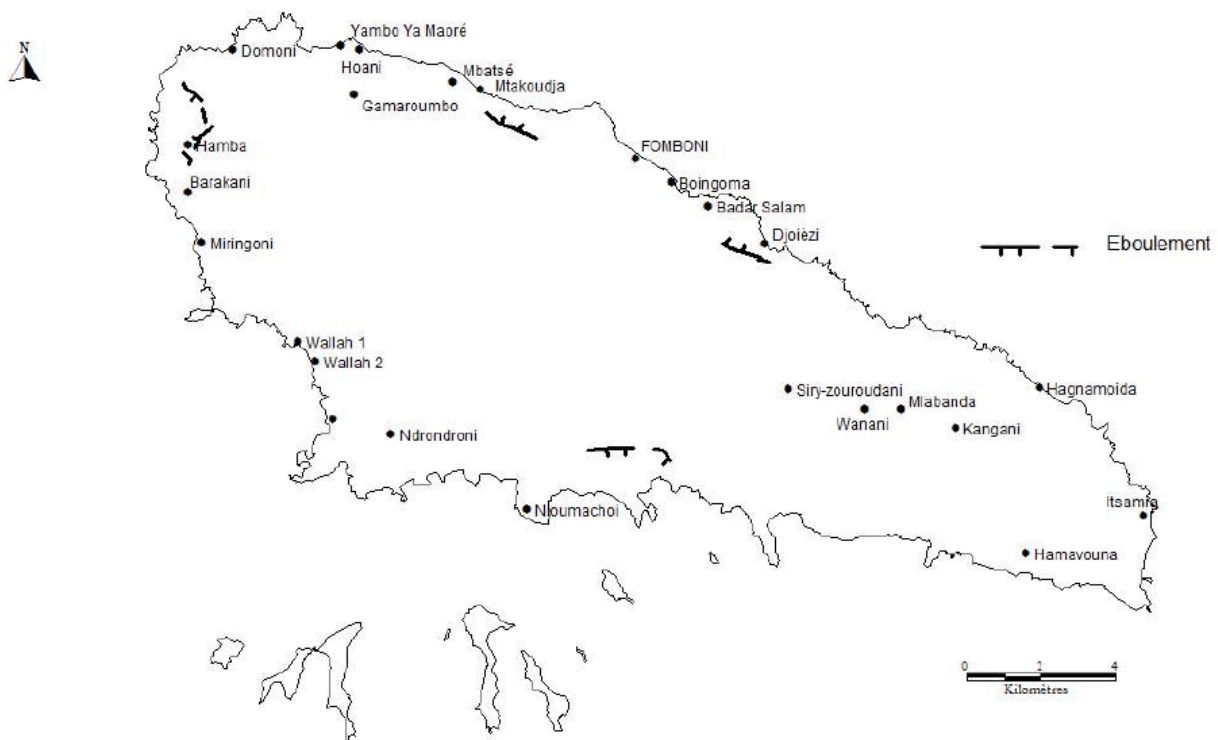 N
Yambo Ya Maoré
Domoni
Hoani
Mbatsé
Mtakoudja
Gamaroumbo
Hamba
FOMBONI
Barakani
Boingoma
Badar Salam
Miringoni
Djoièzi
Eboulement
Wallah 1
Wallah 2
Hagnamoida
Siry-zouroudani
Mlabanda
Wanani
Kangani
Ndrondroni
Nioumachoi
Itsamia
Hamavouna
0 2 4
Kilomètres